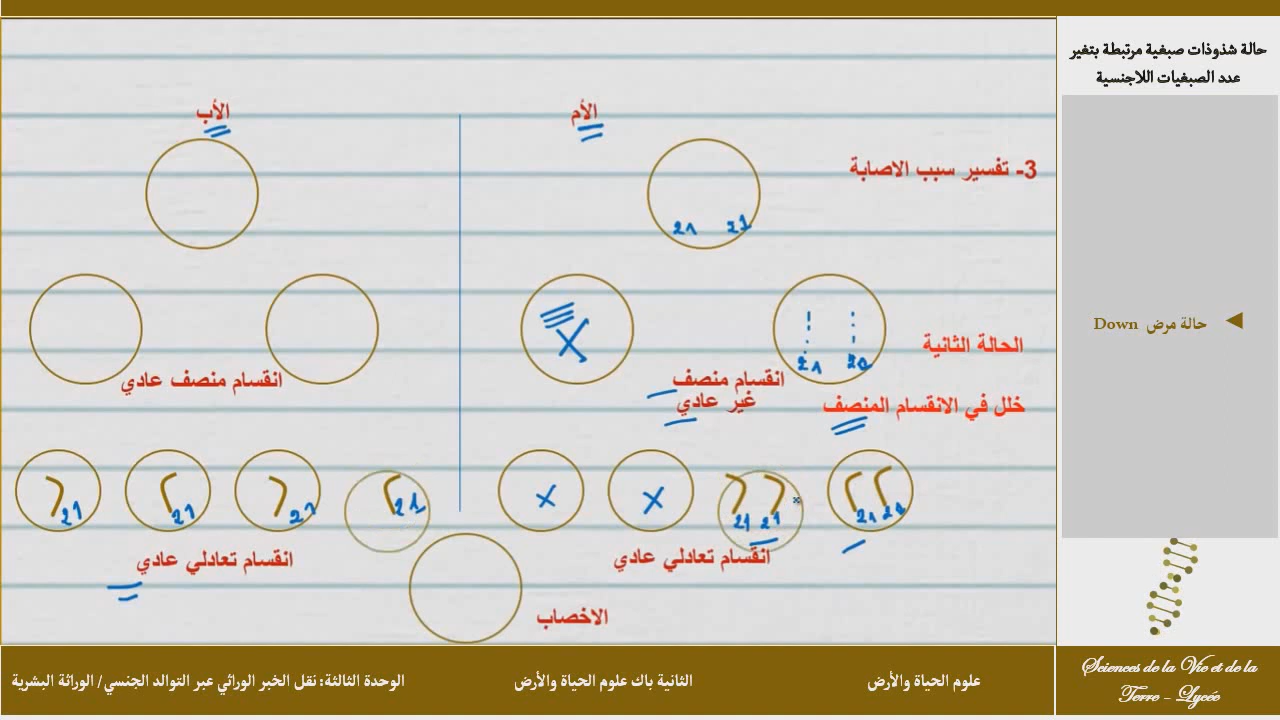 حالة شذوذات صبغية مرتبطة بتغير
عدد الصبغيات اللاجنسية
حالة مرض Down
الأم
الأب
3- تفسير سبب الاصابة
21 21
الحالة الثانية
21
انقسام منصف
غير عادي
انقسام منصف عادي
خلل في الانقسام المنصف
21 21
21 21
21
21
21
21
انقسام تعادلي عادي
انقسام تعادلي عادي
الاخصاب
علوم الحياة والأرض
الثانية باك علوم الحياة والأرض
الوحدة الثالثة: نقل الخبر الوراثي عبر التوالد الجنسي/ الوراثة البشرية
Sciences de la Vie et de la
Terre - Lycée